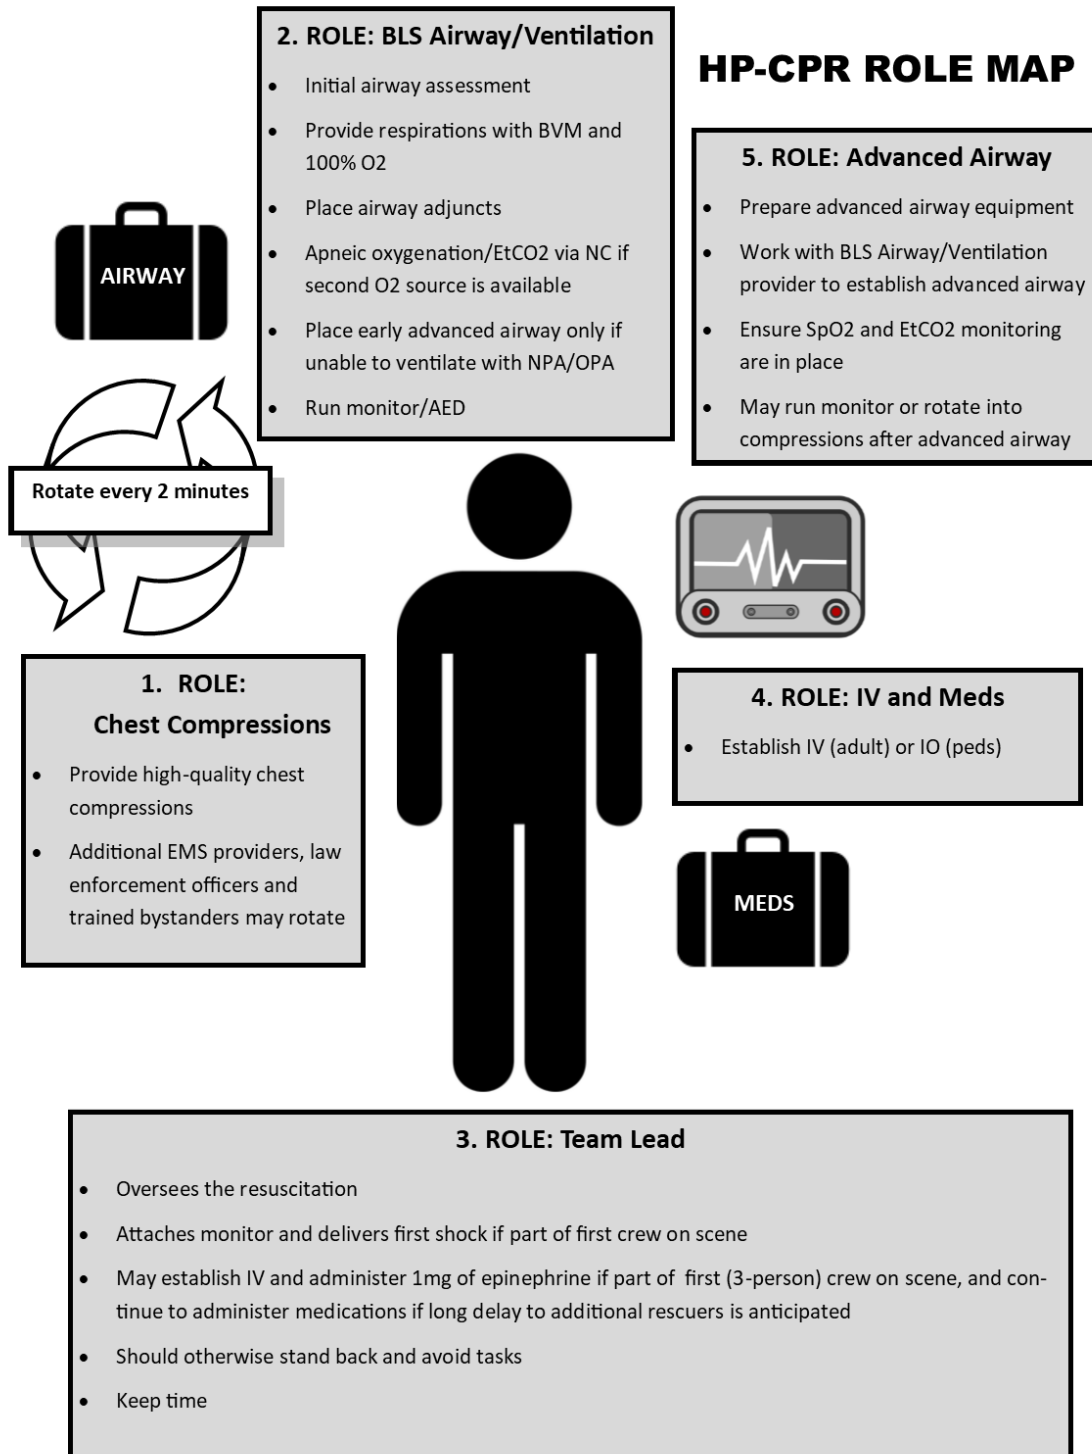 HP-CPR ROLE MAP
2. ROLE: BLS Airway/Ventilation
• Initial airway assessment
• Provide respirations with BVM and
100% O2
• Place airway adjuncts
• Apneic oxygenation/EtCO2 via NC if
second O2 source is available
• Place early advanced airway only if
unable to ventilate with NPA/OPA
• Run monitor/AED
5. ROLE: Advanced Airway
• Prepare advanced airway equipment
• Work with BLS Airway/Ventilation
provider to establish advanced airway
• Ensure SpO2 and EtCO2 monitoring
are in place
• May run monitor or rotate into
compressions after advanced airway
AIRWAY
Rotate every 2 minutes
1. ROLE:
Chest Compressions
• Provide high-quality chest
compressions
• Additional EMS providers, law
enforcement officers and
trained bystanders may rotate
4. ROLE: IV and Meds
• Establish IV (adult) or IO (peds)
MEDS
3. ROLE: Team Lead
• Oversees the resuscitation
• Attaches monitor and delivers first shock if part of first crew on scene
• May establish IV and administer 1mg of epinephrine if part of first (3-person) crew on scene, and con-
tinue to administer medications if long delay to additional rescuers is anticipated
• Should otherwise stand back and avoid tasks
• Keep time